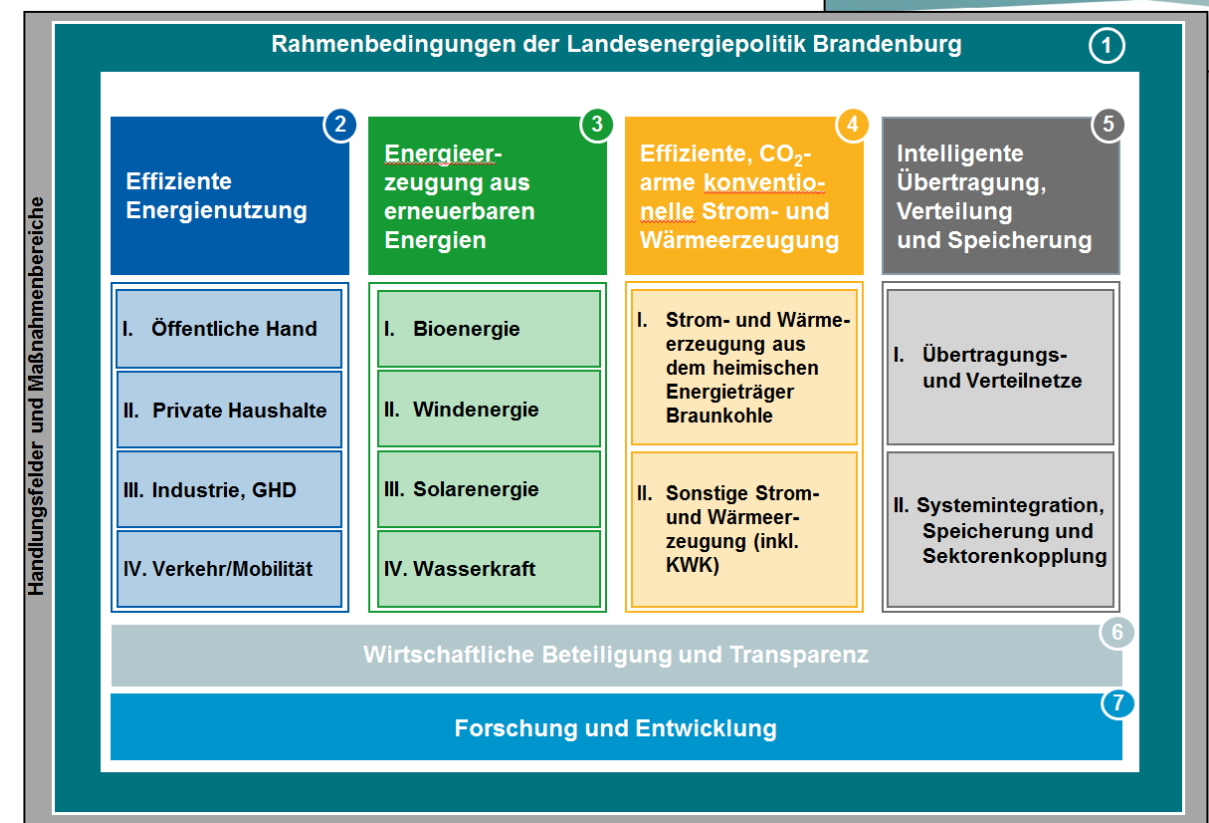 Rahmenbedingungen der Landesenergiepolitik Brandenburg
1
Handlungsfelder und Maßnahmenbereiche
2
Effiziente
Energienutzung
I. Öffentliche Hand
II. Private Haushalte
III. Industrie, GHD
IV. Verkehr/Mobilität
3
Energieer-
zeugung aus
erneuerbaren
Energien
I. Bioenergie
II. Windenergie
III. Solarenergie
IV. Wasserkraft
4
Effiziente, CO₂-
arme konventio-
nelle Strom- und
Wärmeerzeugung
I. Strom- und Wärme-
erzeugung aus
dem heimischen
Energieträger
Braunkohle
II. Sonstige Strom-
und Wärmeer-
zeugung (inkl.
KWK)
5
Intelligente
Übertragung,
Verteilung
und Speicherung
I. Übertragungs-
und Verteilnetze
II. Systemintegration,
Speicherung und
Sektorenkopplung
6
Wirtschaftliche Beteiligung und Transparenz
7
Forschung und Entwicklung